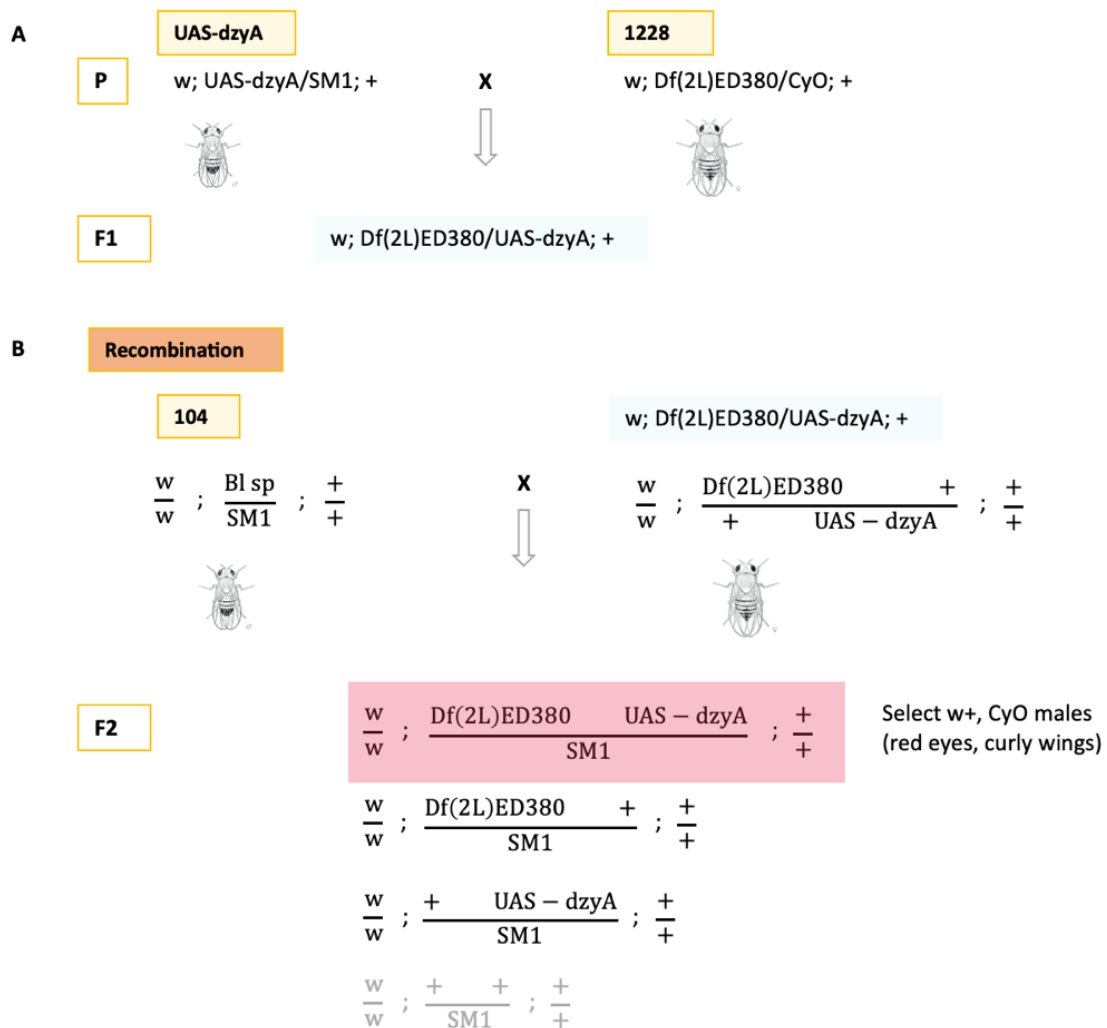 A
UAS-dzyA
1228
P
w; UAS-dzyA/SM1; +
X
w; Df(2L)ED380/CyO; +
♂
♀
F1
w; Df(2L)ED380/UAS-dzyA; +
B
Recombination
104
w; Df(2L)ED380/UAS-dzyA; +
w ; Bl sp ; +
w SM1 +
X
w ; Df(2L)ED380 + ; +
w + UAS – dzyA +
♂
♀
F2
w ; Df(2L)ED380 UAS – dzyA ; +
w SM1 +
Select w+, CyO males
(red eyes, curly wings)
w ; Df(2L)ED380 + ; +
w SM1 +
w ; + UAS – dzyA ; +
w SM1 +
w ; + + ; +
w SM1 +